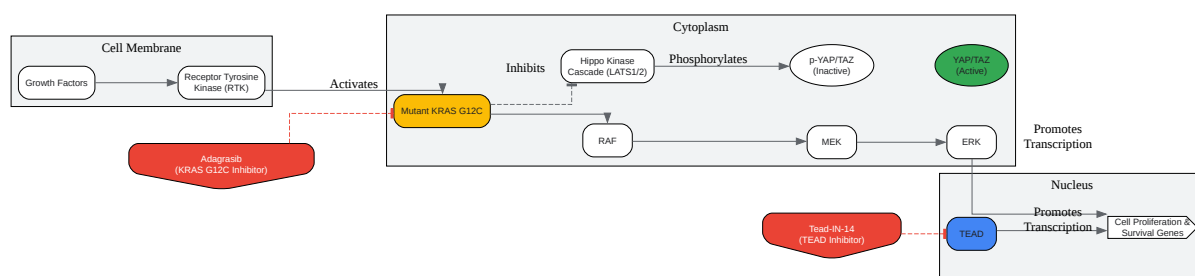 Cytoplasm
Cell Membrane
Growth Factors
Receptor Tyrosine
Kinase (RTK)
Activates
Inhibits
Hippo Kinase
Cascade (LATS1/2)
Phosphorylates
p-YAP/TAZ
(Inactive)
YAP/TAZ
(Active)
Mutant KRAS G12C
RAF
MEK
ERK
Promotes
Transcription
Adagrasib
(KRAS G12C Inhibitor)
Nucleus
Tead-IN-14
(TEAD Inhibitor)
TEAD
Promotes
Transcription
Cell Proliferation &
Survival Genes